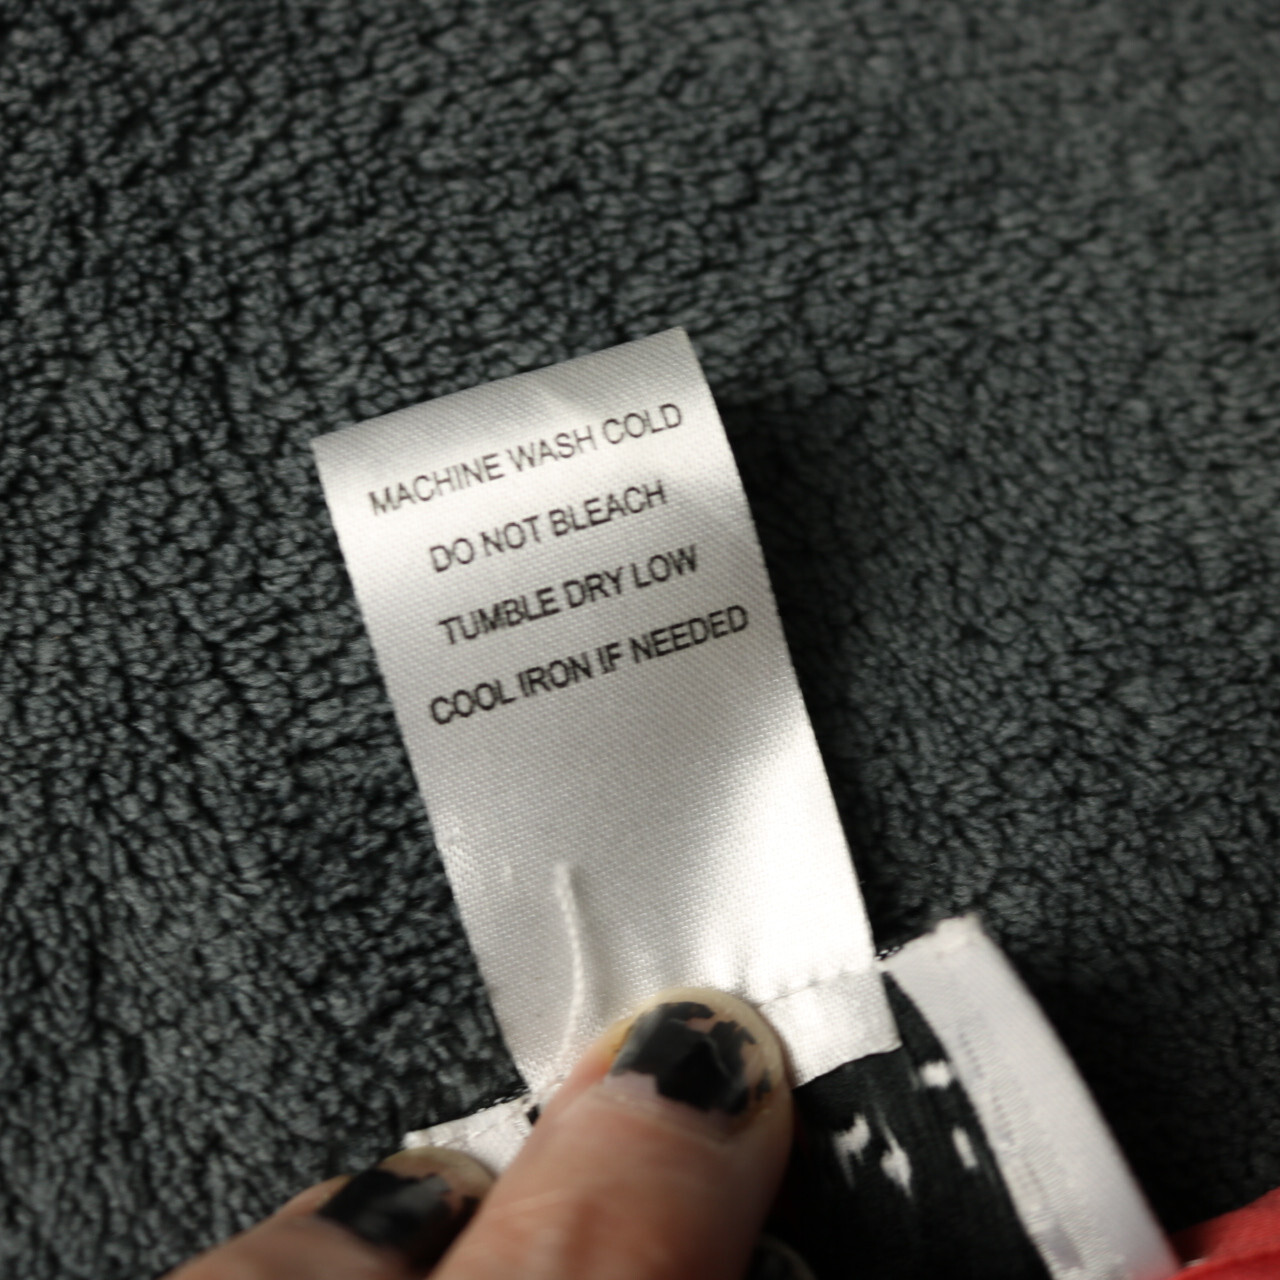 MACHINE WASH COLD
DO NOT BLEACH
TUMBLE DRY LOW
COOL IRON IF NEEDED